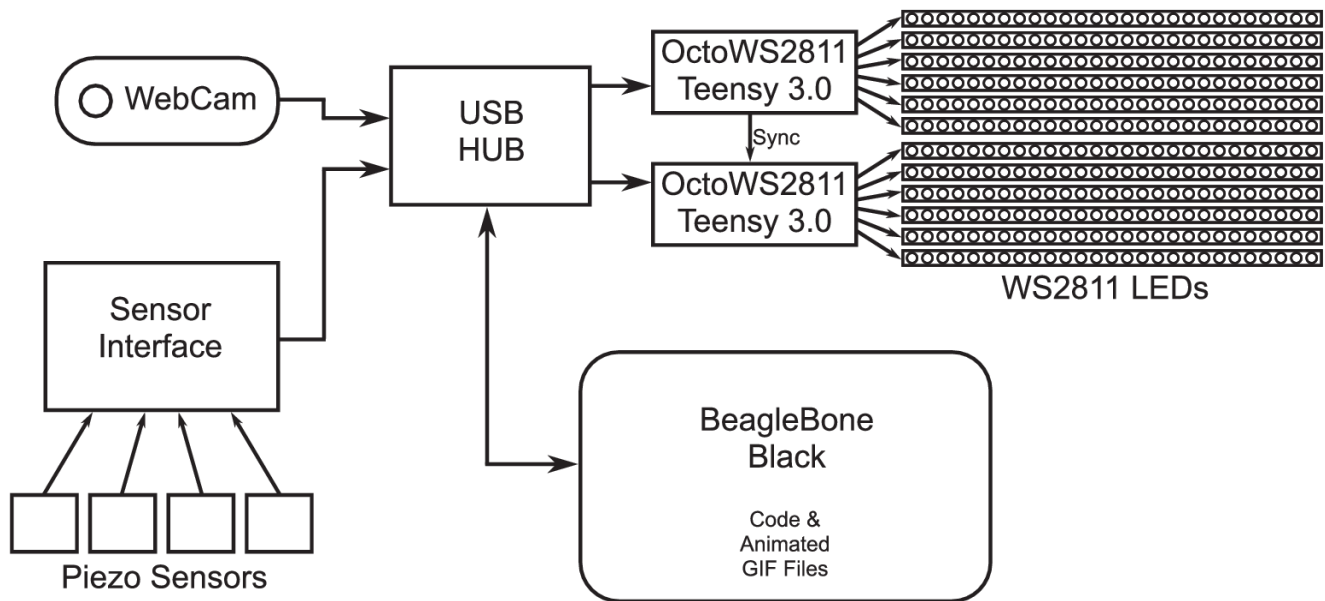 WebCam
USB
HUB
OctoWS2811
Teensy 3.0
Sync
OctoWS2811
Teensy 3.0
WS2811 LEDs
Sensor
Interface
Piezo Sensors
BeagleBone
Black
Code &
Animated
GIF Files